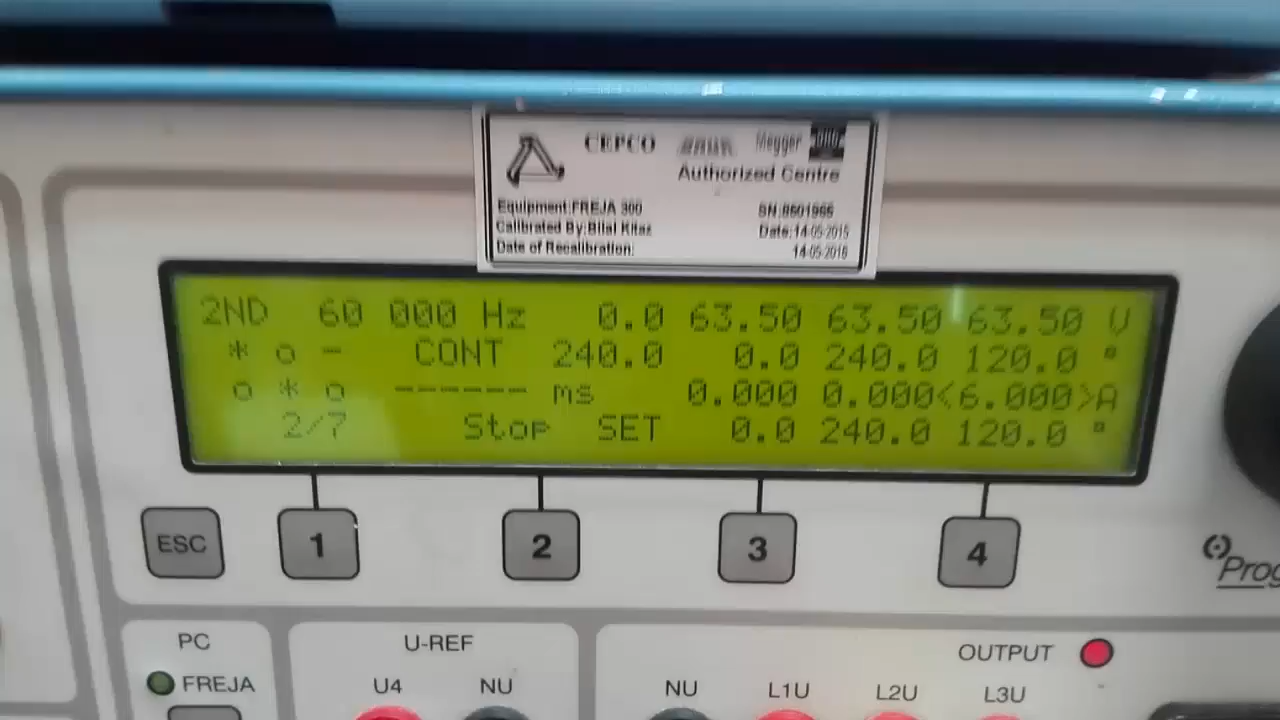 CEPCO Megger
Authorized Centre
Equipment:FREJA 300 SN:8601966
Calibrated By:Bilal Kitaz Date:14-05-2015
Date of Recalibration: 14-05-2016
2ND 60 000 Hz 0.0 63.50 63.50 63.50 V
* o - CONT 240.0 0.0 240.0 120.0 °
o * o ------ ms 0.000 0.000<6.000>A
2/7 Stop SET 0.0 240.0 120.0 °
ESC 1 2 3 4
PC U-REF OUTPUT
FREJA U4 NU NU L1U L2U L3U